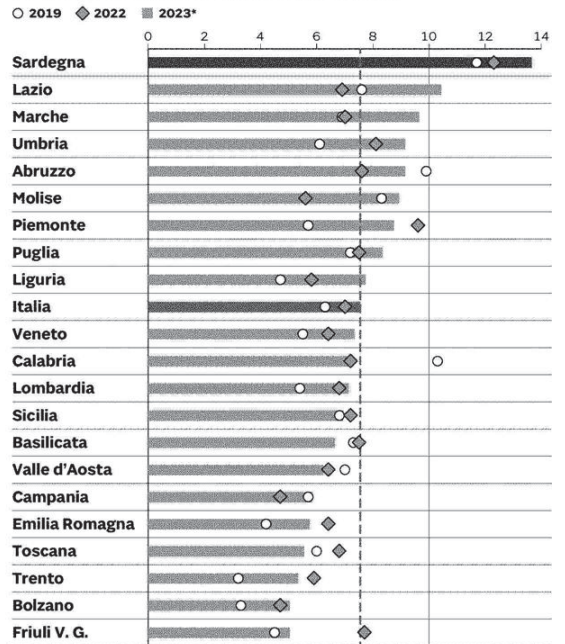 2019 2022 2023*
0 2 4 6 8 10 12 14
Sardegna
Lazio
Marche
Umbria
Abruzzo
Molise
Piemonte
Puglia
Liguria
Italia
Veneto
Calabria
Lombardia
Sicilia
Basilicata
Valle d'Aosta
Campania
Emilia Romagna
Toscana
Trento
Bolzano
Friuli V. G.